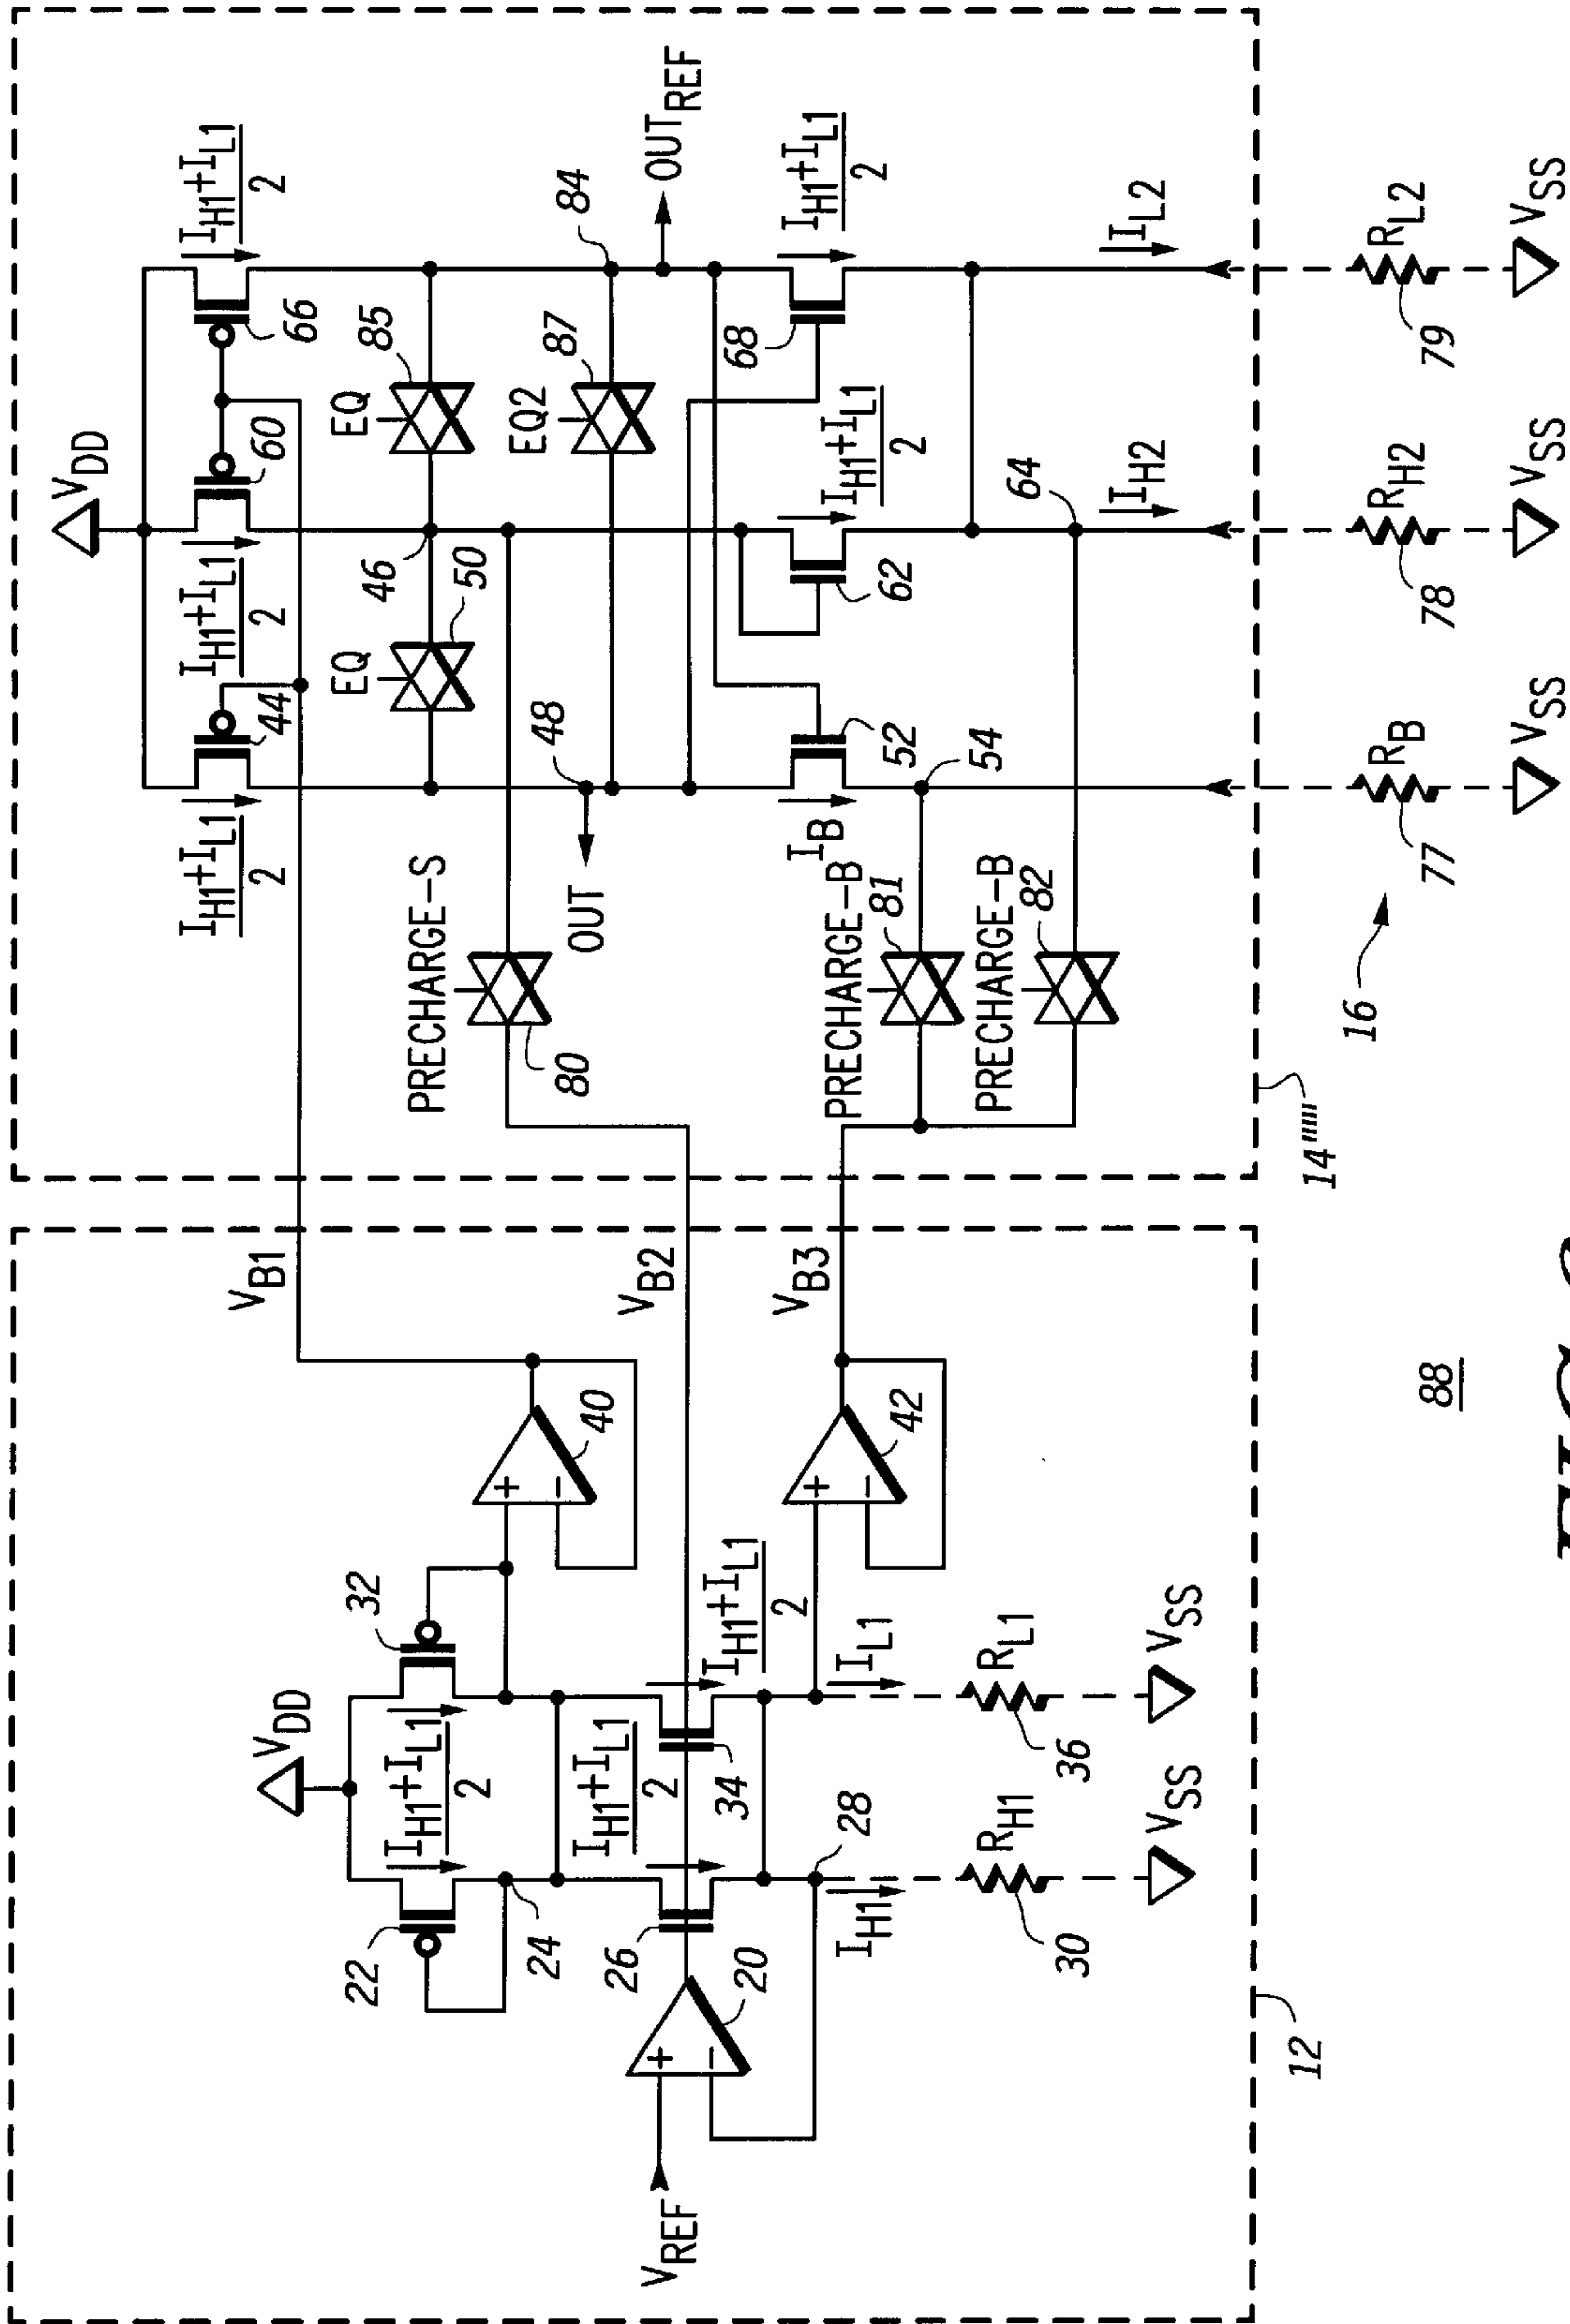 V_DD
I_H1+I_L1
2
I_H1+I_L1
2
I_H1+I_L1
2
44
60
66
EQ
50
EQ
85
46
EQ2
87
84
48
OUT
OUT_REF
PRECHARGE-S
80
I_B
52
54
62
I_H1+I_L1
2
68
I_H1+I_L1
2
PRECHARGE-B
81
PRECHARGE-B
82
64
I_H2
I_L2
14'''''
16
77
R_B
V_SS
78
R_H2
V_SS
79
R_L2
V_SS
V_B1
V_B2
V_B3
V_DD
22
I_H1+I_L1
2
32
24
+
-
40
26
I_H1+I_L1
2
34
I_H1+I_L1
2
V_REF
+
-
20
28
+
-
42
I_H1
I_L1
30
R_H1
V_SS
36
R_L1
V_SS
12
88